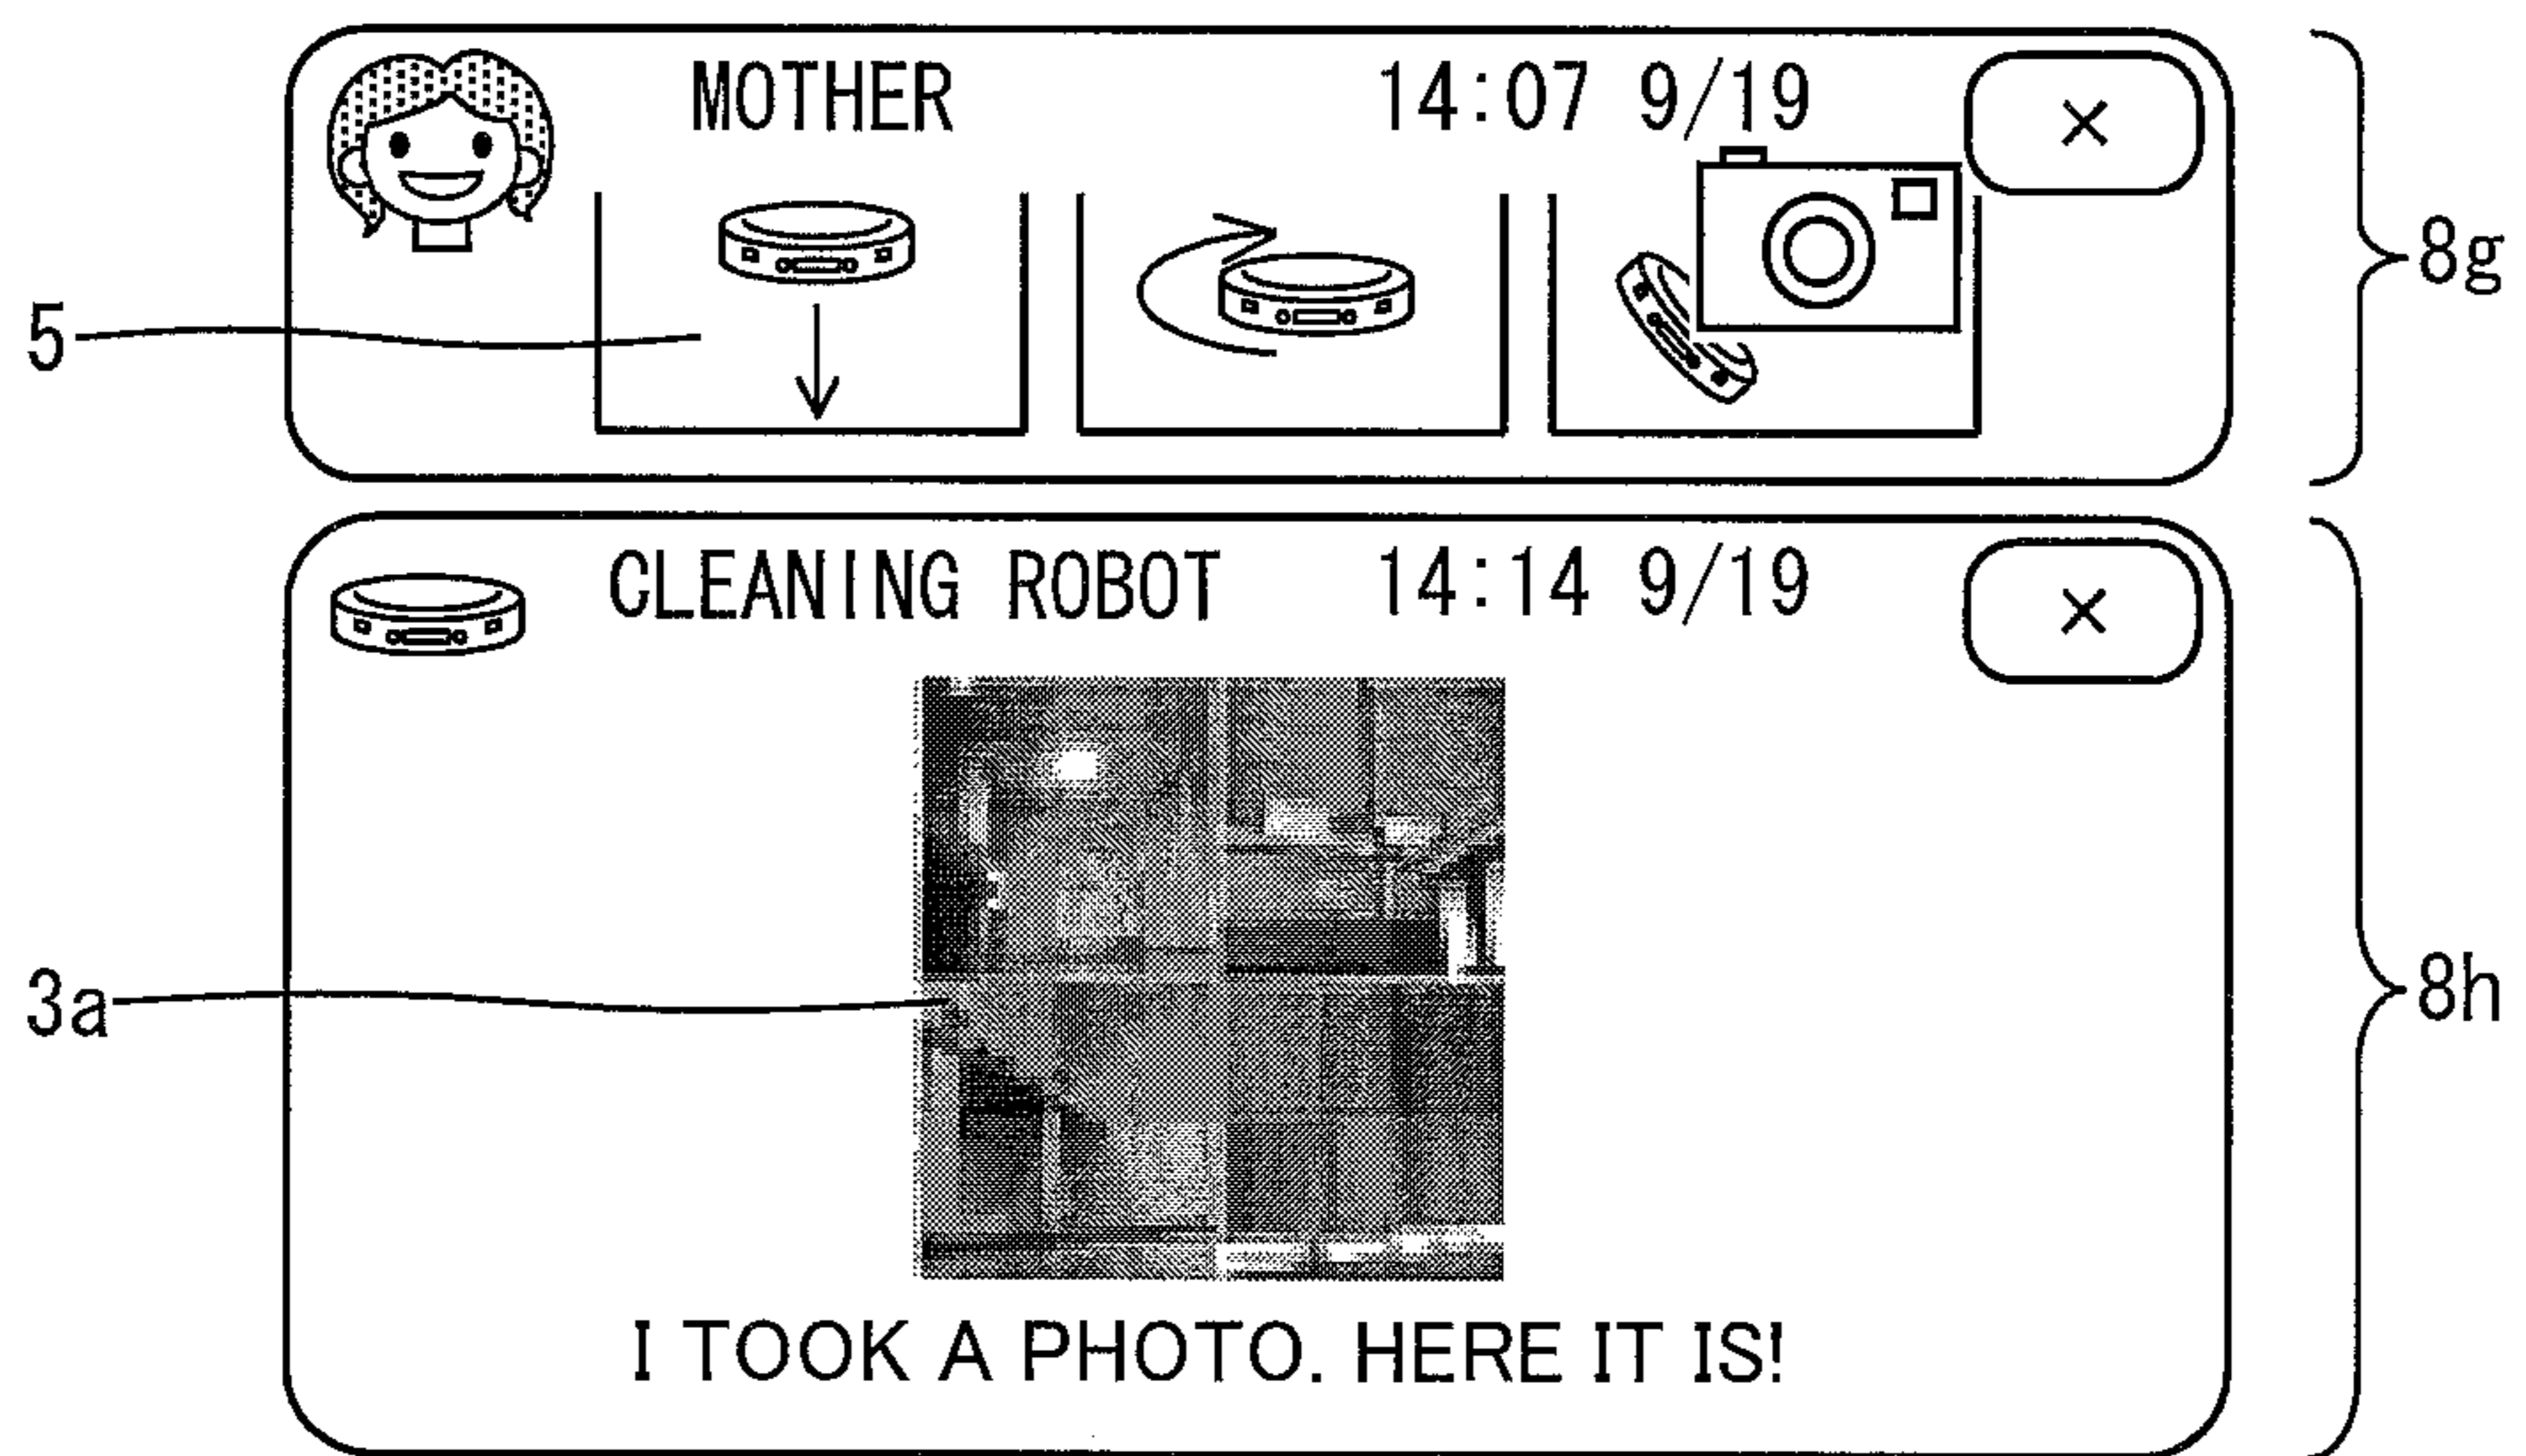 MOTHER 14:07 9/19 ×
8g
5
CLEANING ROBOT 14:14 9/19 ×
3a
8h
I TOOK A PHOTO. HERE IT IS!